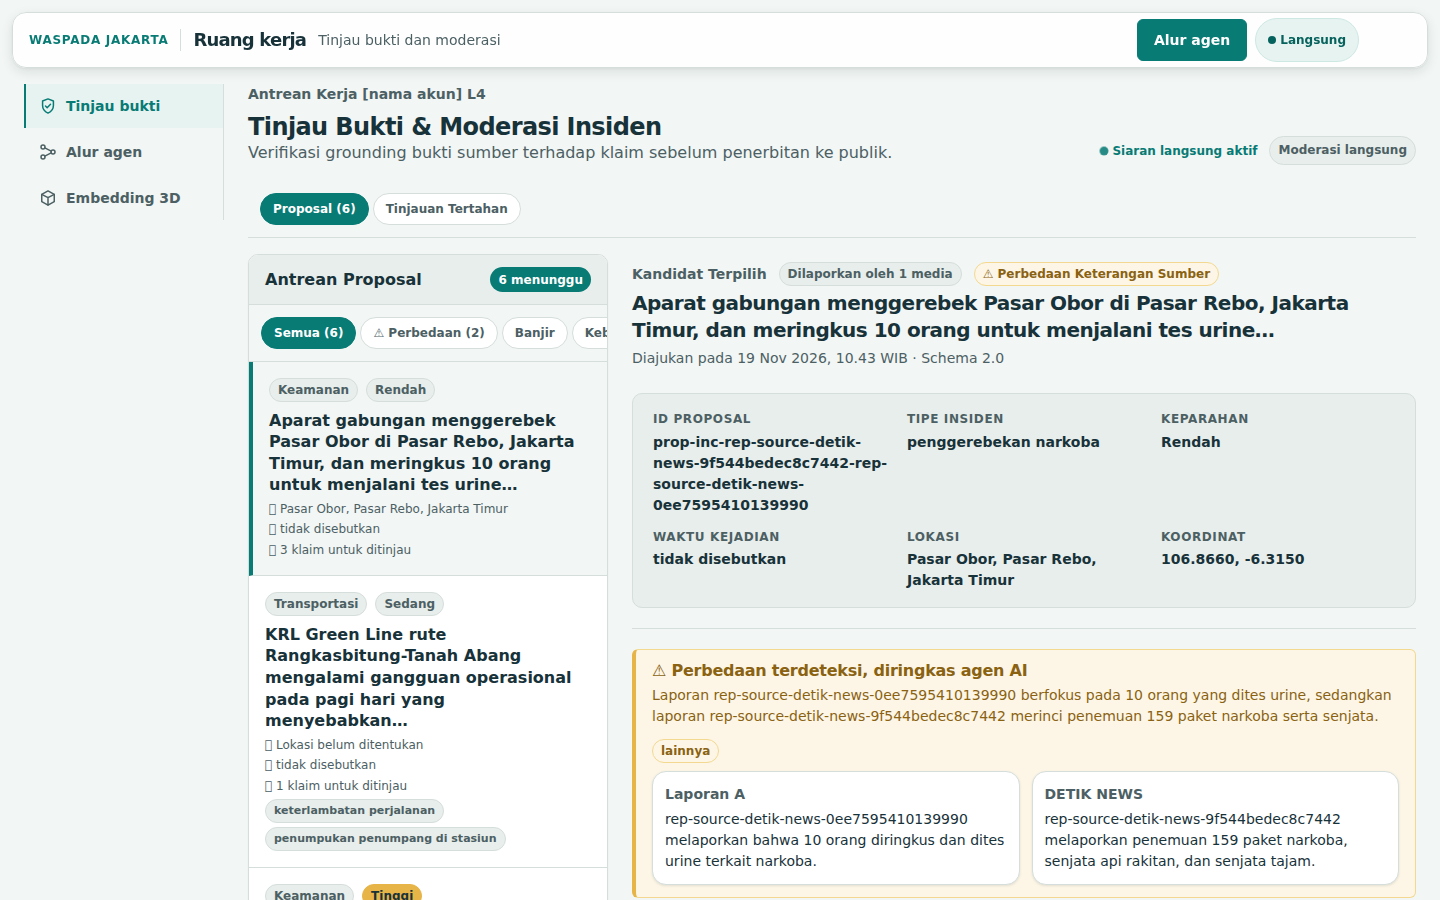 WASPADA JAKARTA
Ruang kerja
Tinjau bukti dan moderasi
Alur agen
Langsung
Tinjau bukti
Alur agen
Embedding 3D
Antrean Kerja [nama akun] L4
Tinjau Bukti & Moderasi Insiden
Verifikasi grounding bukti sumber terhadap klaim sebelum penerbitan ke publik.
Siaran langsung aktif
Moderasi langsung
Proposal (6)
Tinjauan Tertahan
Antrean Proposal
6 menunggu
Semua (6)
⚠ Perbedaan (2)
Banjir
Keb
Keamanan
Rendah
Aparat gabungan menggerebek
Pasar Obor di Pasar Rebo, Jakarta
Timur, dan meringkus 10 orang
untuk menjalani tes urine…
Pasar Obor, Pasar Rebo, Jakarta Timur
tidak disebutkan
3 klaim untuk ditinjau
Transportasi
Sedang
KRL Green Line rute
Rangkasbitung-Tanah Abang
mengalami gangguan operasional
pada pagi hari yang
menyebabkan…
Lokasi belum ditentukan
tidak disebutkan
1 klaim untuk ditinjau
keterlambatan perjalanan
penumpukan penumpang di stasiun
Keamanan
Tinggi
Kandidat Terpilih
Dilaporkan oleh 1 media
⚠ Perbedaan Keterangan Sumber
Aparat gabungan menggerebek Pasar Obor di Pasar Rebo, Jakarta
Timur, dan meringkus 10 orang untuk menjalani tes urine…
Diajukan pada 19 Nov 2026, 10.43 WIB · Schema 2.0
ID PROPOSAL
prop-inc-rep-source-detik-
news-9f544bedec8c7442-rep-
source-detik-news-
0ee7595410139990
TIPE INSIDEN
penggerebekan narkoba
KEPARAHAN
Rendah
WAKTU KEJADIAN
tidak disebutkan
LOKASI
Pasar Obor, Pasar Rebo,
Jakarta Timur
KOORDINAT
106.8660, -6.3150
⚠ Perbedaan terdeteksi, diringkas agen AI
Laporan rep-source-detik-news-0ee7595410139990 berfokus pada 10 orang yang dites urine, sedangkan
laporan rep-source-detik-news-9f544bedec8c7442 merinci penemuan 159 paket narkoba serta senjata.
lainnya
Laporan A
rep-source-detik-news-0ee7595410139990
melaporkan bahwa 10 orang diringkus dan dites
urine terkait narkoba.
DETIK NEWS
rep-source-detik-news-9f544bedec8c7442
melaporkan penemuan 159 paket narkoba,
senjata api rakitan, dan senjata tajam.